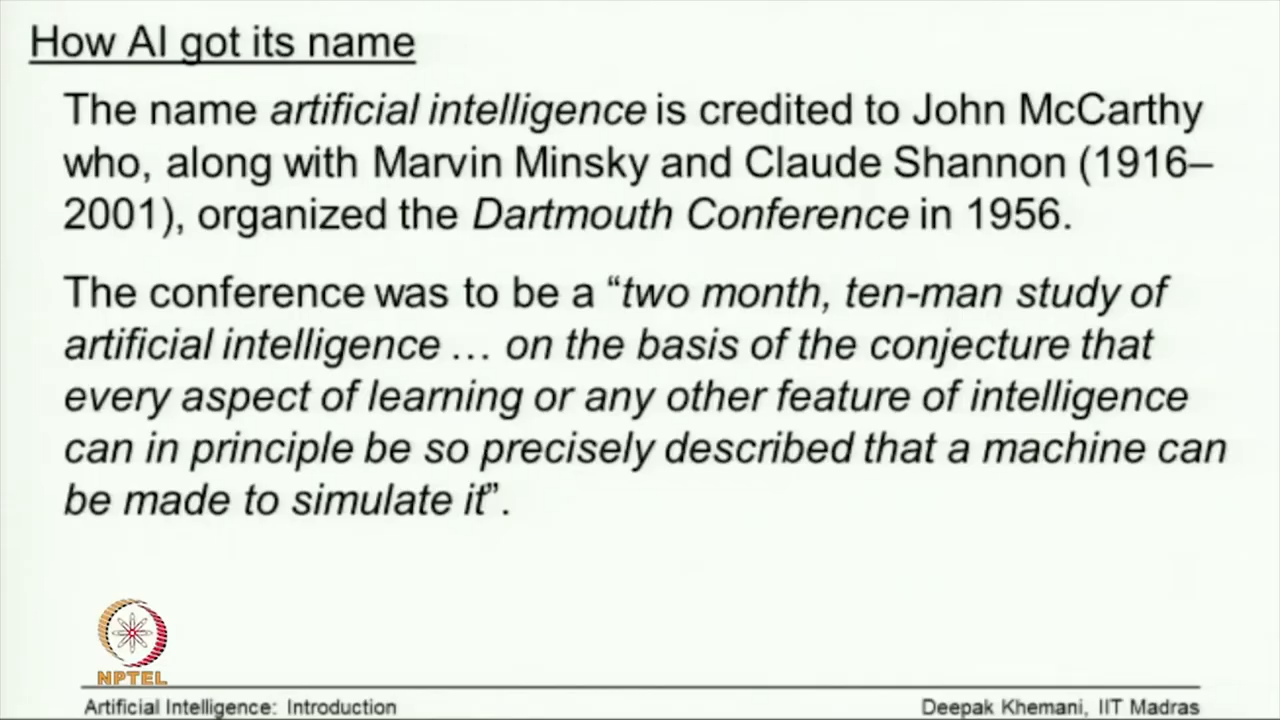 How AI got its name
The name artificial intelligence is credited to John McCarthy
who, along with Marvin Minsky and Claude Shannon (1916–
2001), organized the Dartmouth Conference in 1956.
The conference was to be a “two month, ten-man study of
artificial intelligence … on the basis of the conjecture that
every aspect of learning or any other feature of intelligence
can in principle be so precisely described that a machine can
be made to simulate it”.
NPTEL
Artificial Intelligence: Introduction
Deepak Khemani, IIT Madras